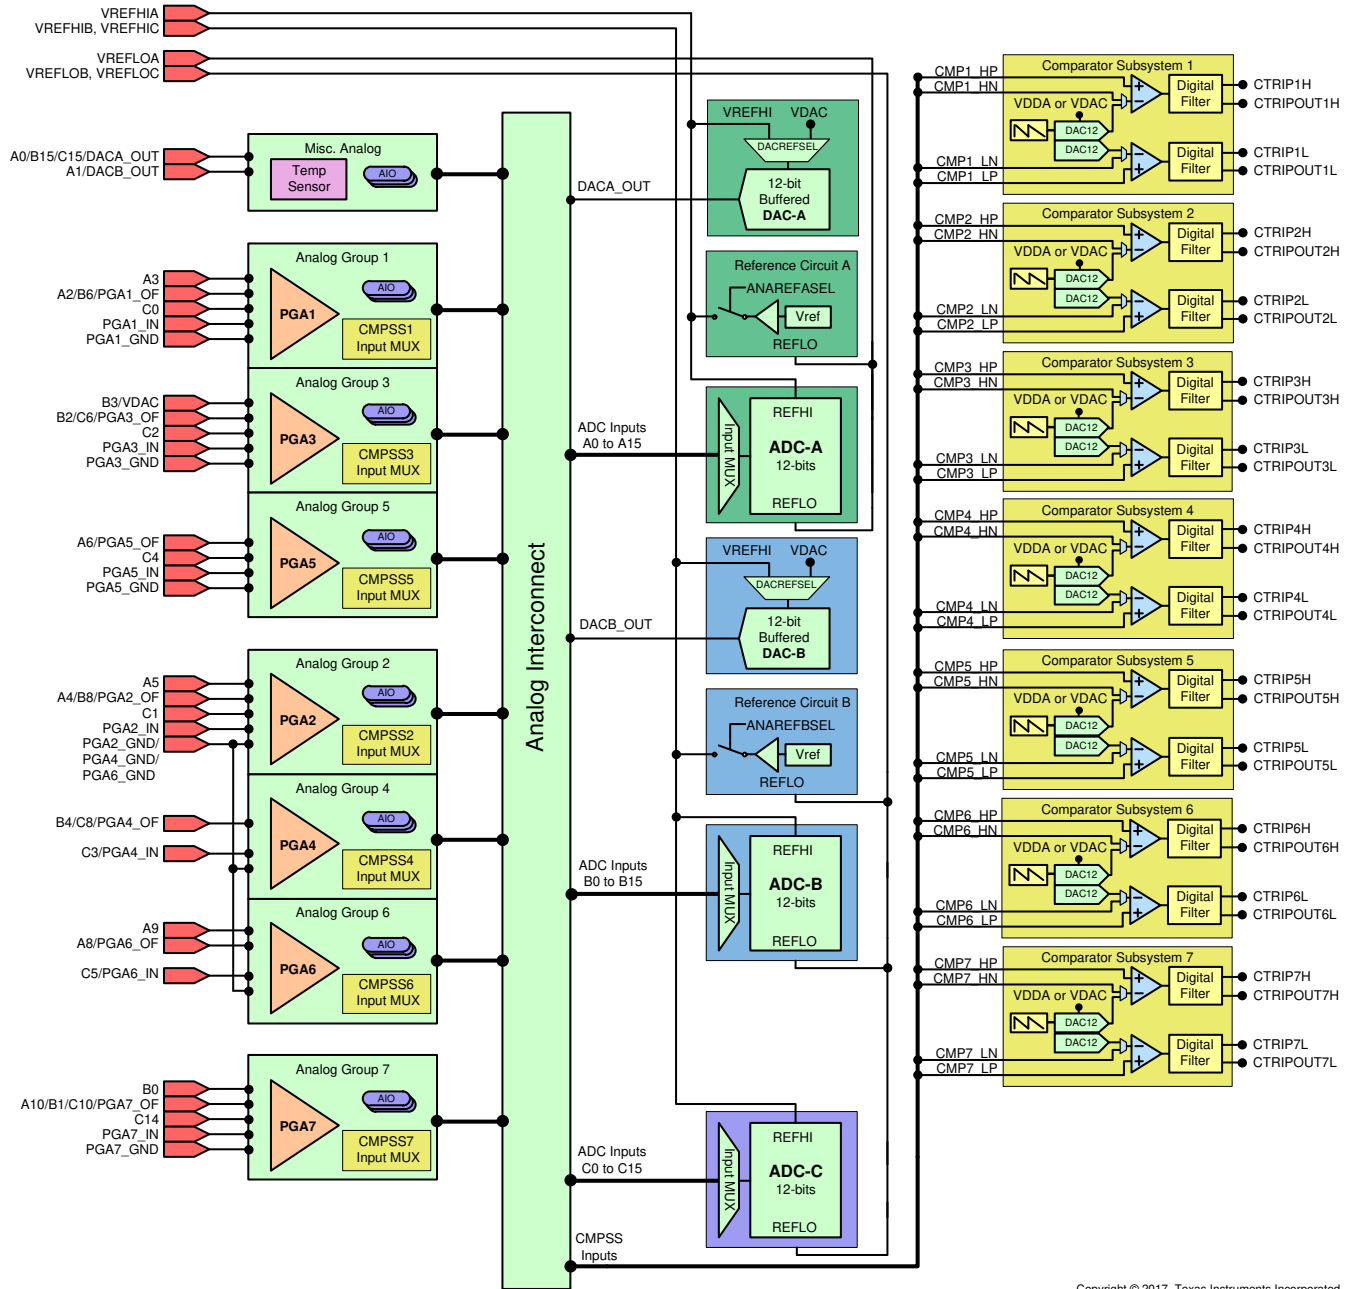 VREFHIA
VREFHIB, VREFHIC
VREFLOA
VREFLOB, VREFLOC
Misc. Analog
A0/B15/C15/DACA_OUT
A1/DACB_OUT
Temp
Sensor
AIO
Analog Group 1
A3
A2/B6/PGA1_OF
C0
PGA1_IN
PGA1_GND
PGA1
AIO
CMPSS1
Input MUX
Analog Group 3
B3/VDAC
B2/C6/PGA3_OF
C2
PGA3_IN
PGA3_GND
PGA3
AIO
CMPSS3
Input MUX
Analog Group 5
A6/PGA5_OF
C4
PGA5_IN
PGA5_GND
PGA5
AIO
CMPSS5
Input MUX
Analog Group 2
A5
A4/B8/PGA2_OF
C1
PGA2_IN
PGA2_GND/
PGA4_GND/
PGA6_GND
PGA2
AIO
CMPSS2
Input MUX
Analog Group 4
B4/C8/PGA4_OF
C3/PGA4_IN
PGA4
AIO
CMPSS4
Input MUX
Analog Group 6
A9
A8/PGA6_OF
C5/PGA6_IN
PGA6
AIO
CMPSS6
Input MUX
Analog Group 7
B0
A10/B1/C10/PGA7_OF
C14
PGA7_IN
PGA7_GND
PGA7
AIO
CMPSS7
Input MUX
Analog Interconnect
DACA_OUT
ADC Inputs
A0 to A15
DACB_OUT
ADC Inputs
B0 to B15
ADC Inputs
C0 to C15
CMPSS
Inputs
VREFHI VDAC
DACREFSEL
12-bit
Buffered
DAC-A
Reference Circuit A
ANAREFASEL
Vref
REFLO
Input MUX
REFHI
ADC-A
12-bits
REFLO
VREFHI VDAC
DACREFSEL
12-bit
Buffered
DAC-B
Reference Circuit B
ANAREFBSEL
Vref
REFLO
Input MUX
REFHI
ADC-B
12-bits
REFLO
Input MUX
REFHI
ADC-C
12-bits
REFLO
Comparator Subsystem 1
CMP1_HP
CMP1_HN
VDDA or VDAC
DAC12
DAC12
CMP1_LN
CMP1_LP
Digital
Filter
Digital
Filter
CTRIP1H
CTRIPOUT1H
CTRIP1L
CTRIPOUT1L
Comparator Subsystem 2
CMP2_HP
CMP2_HN
VDDA or VDAC
DAC12
DAC12
CMP2_LN
CMP2_LP
Digital
Filter
Digital
Filter
CTRIP2H
CTRIPOUT2H
CTRIP2L
CTRIPOUT2L
Comparator Subsystem 3
CMP3_HP
CMP3_HN
VDDA or VDAC
DAC12
DAC12
CMP3_LN
CMP3_LP
Digital
Filter
Digital
Filter
CTRIP3H
CTRIPOUT3H
CTRIP3L
CTRIPOUT3L
Comparator Subsystem 4
CMP4_HP
CMP4_HN
VDDA or VDAC
DAC12
DAC12
CMP4_LN
CMP4_LP
Digital
Filter
Digital
Filter
CTRIP4H
CTRIPOUT4H
CTRIP4L
CTRIPOUT4L
Comparator Subsystem 5
CMP5_HP
CMP5_HN
VDDA or VDAC
DAC12
DAC12
CMP5_LN
CMP5_LP
Digital
Filter
Digital
Filter
CTRIP5H
CTRIPOUT5H
CTRIP5L
CTRIPOUT5L
Comparator Subsystem 6
CMP6_HP
CMP6_HN
VDDA or VDAC
DAC12
DAC12
CMP6_LN
CMP6_LP
Digital
Filter
Digital
Filter
CTRIP6H
CTRIPOUT6H
CTRIP6L
CTRIPOUT6L
Comparator Subsystem 7
CMP7_HP
CMP7_HN
VDDA or VDAC
DAC12
DAC12
CMP7_LN
CMP7_LP
Digital
Filter
Digital
Filter
CTRIP7H
CTRIPOUT7H
CTRIP7L
CTRIPOUT7L
Copyright © 2017, Texas Instruments Incorporated